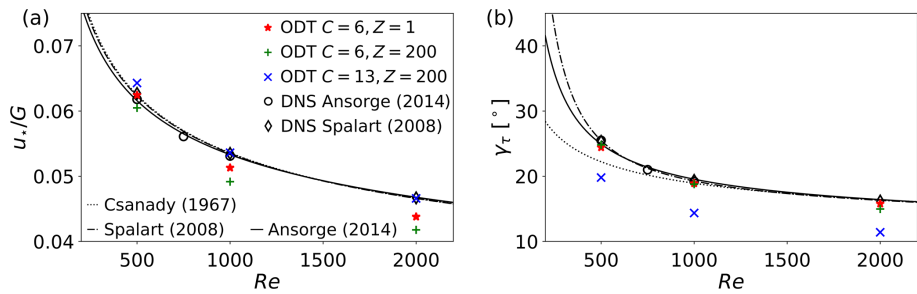 (a)
u⋆/G
0.07
0.06
0.05
0.04
ODT C = 6, Z = 1
ODT C = 6, Z = 200
ODT C = 13, Z = 200
DNS Ansorge (2014)
DNS Spalart (2008)
Csanady (1967)
Spalart (2008)
Ansorge (2014)
500 1000 1500 2000
Re
(b)
γτ [°]
40
30
20
10
500 1000 1500 2000
Re